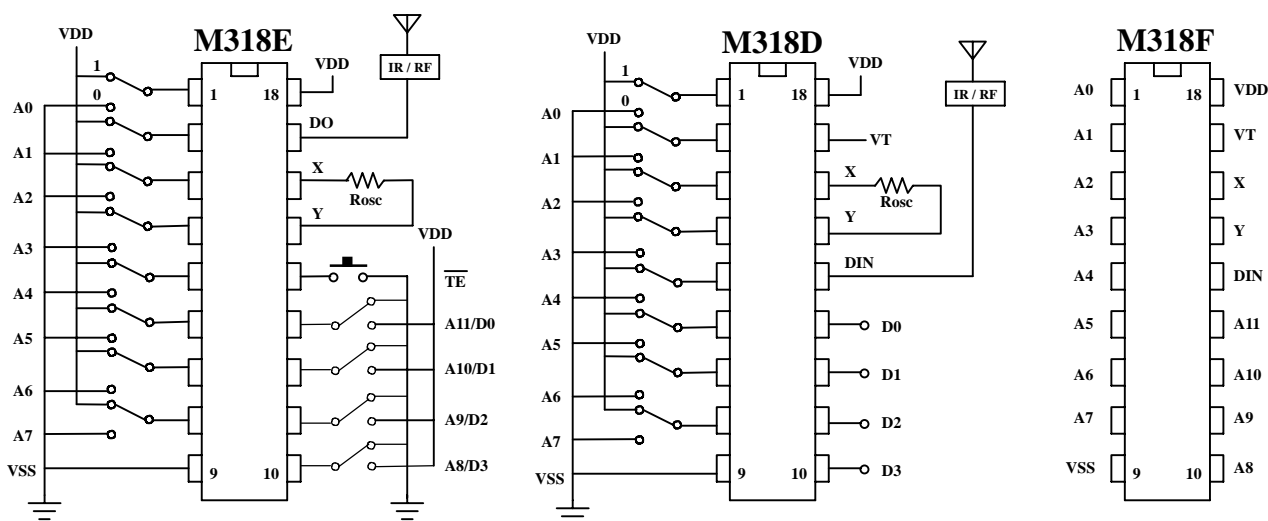 M318E
VDD
1
0
A0
A1
A2
A3
A4
A5
A6
A7
VSS
1
18
9
10
VDD
IR / RF
DO
X
Rosc
Y
VDD
TE
A11/D0
A10/D1
A9/D2
A8/D3
M318D
VDD
1
0
A0
A1
A2
A3
A4
A5
A6
A7
VSS
1
18
9
10
VDD
IR / RF
VT
X
Rosc
Y
DIN
D0
D1
D2
D3
M318F
A0
1
18
VDD
A1
VT
A2
X
A3
Y
A4
DIN
A5
A11
A6
A10
A7
A9
VSS
9
10
A8